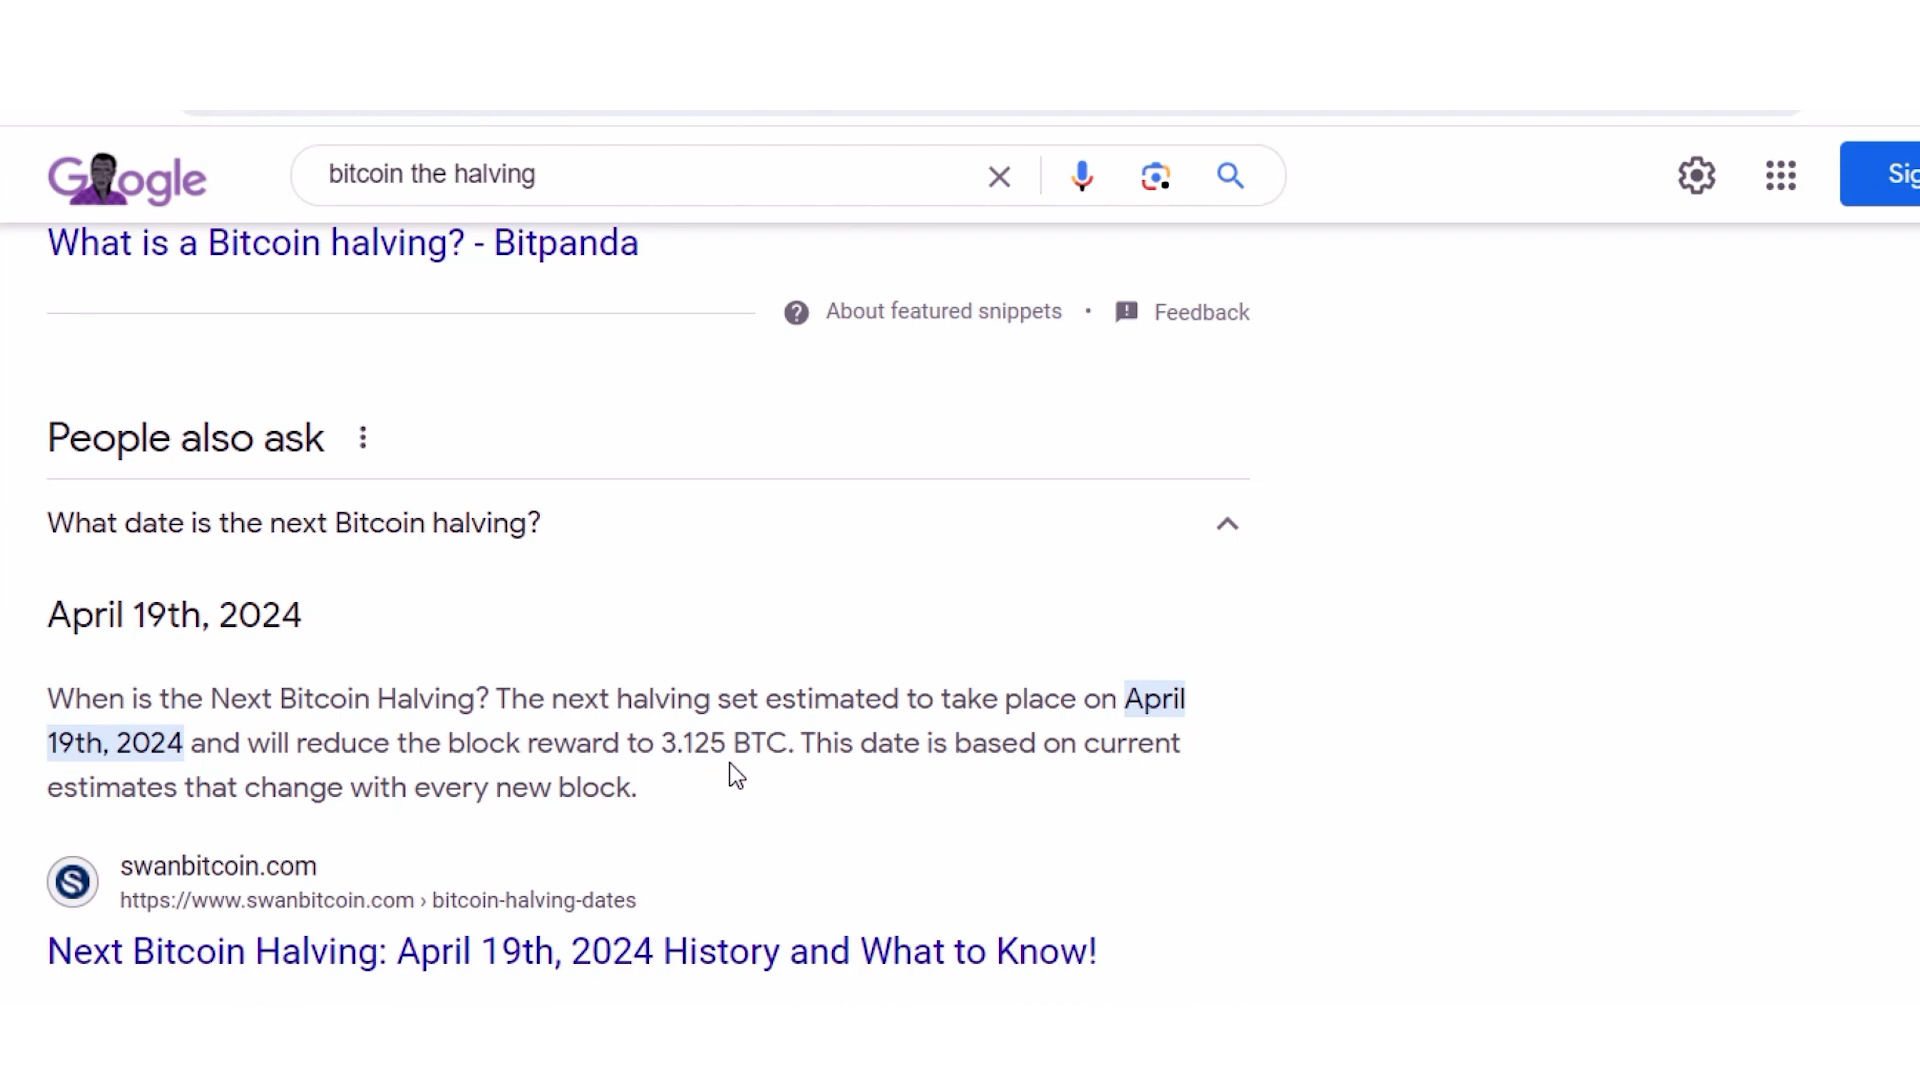 Google
bitcoin the halving
Sig
What is a Bitcoin halving? - Bitpanda
About featured snippets • Feedback
People also ask
What date is the next Bitcoin halving?
April 19th, 2024
When is the Next Bitcoin Halving? The next halving set estimated to take place on April
19th, 2024 and will reduce the block reward to 3.125 BTC. This date is based on current
estimates that change with every new block.
swanbitcoin.com
https://www.swanbitcoin.com › bitcoin-halving-dates
Next Bitcoin Halving: April 19th, 2024 History and What to Know!